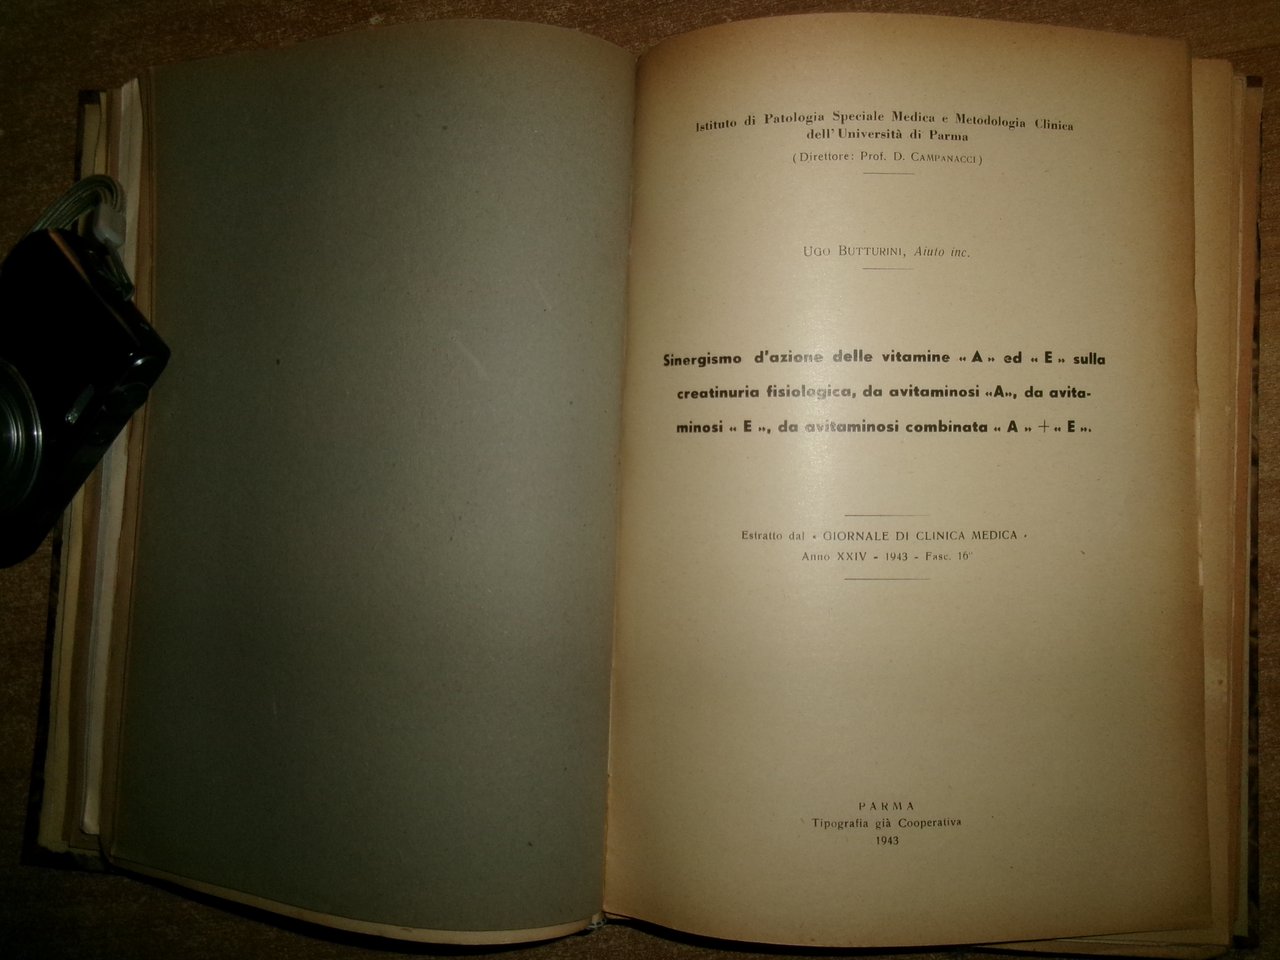 Istituto di Patologia Speciale Medica e Metodologia Clinica
dell'Università di Parma
(Direttore: Prof. D. CAMPANACCI)
UGO BUTTURINI, Aiuto inc.
Sinergismo d'azione delle vitamine « A » ed « E » sulla
creatinuria fisiologica, da avitaminosi «A», da avita-
minosi « E », da avitaminosi combinata « A » + « E ».
Estratto dal « GIORNALE DI CLINICA MEDICA »
Anno XXIV - 1943 - Fasc. 16°
PARMA
Tipografia già Cooperativa
1943